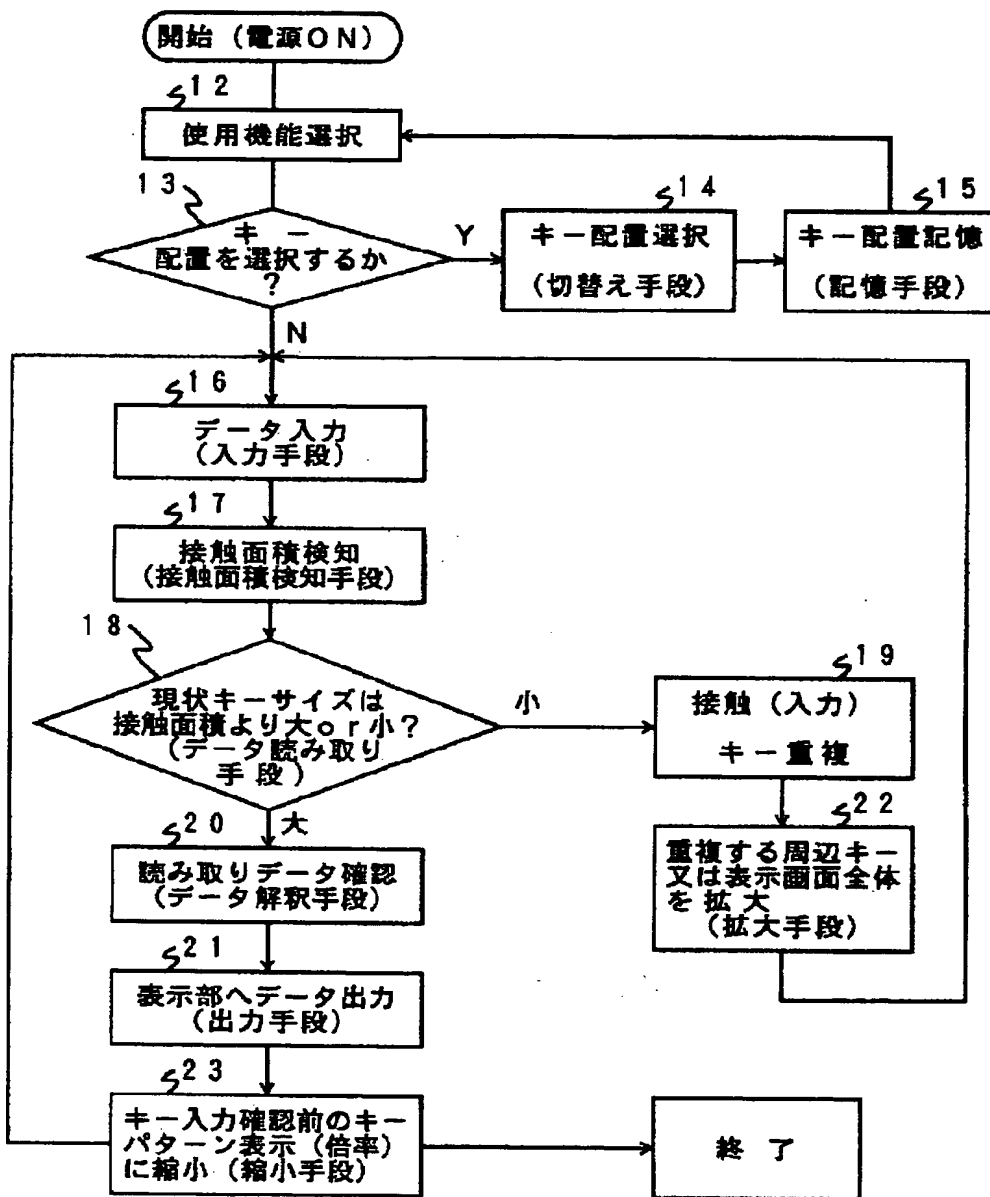 開始（電源ON）
12
使用機能選択
13
キー
配置を選択するか
？
Y
14
キー配置選択
（切替え手段）
15
キー配置記憶
（記憶手段）
N
16
データ入力
（入力手段）
17
接触面積検知
（接触面積検知手段）
18
現状キーサイズは
接触面積より大or小？
（データ読み取り
手段）
小
19
接触（入力）
キー重複
大
20
読み取りデータ確認
（データ解釈手段）
22
重複する周辺キー
又は表示画面全体
を拡大
（拡大手段）
21
表示部へデータ出力
（出力手段）
23
キー入力確認前のキー
パターン表示（倍率）
に縮小（縮小手段）
終了